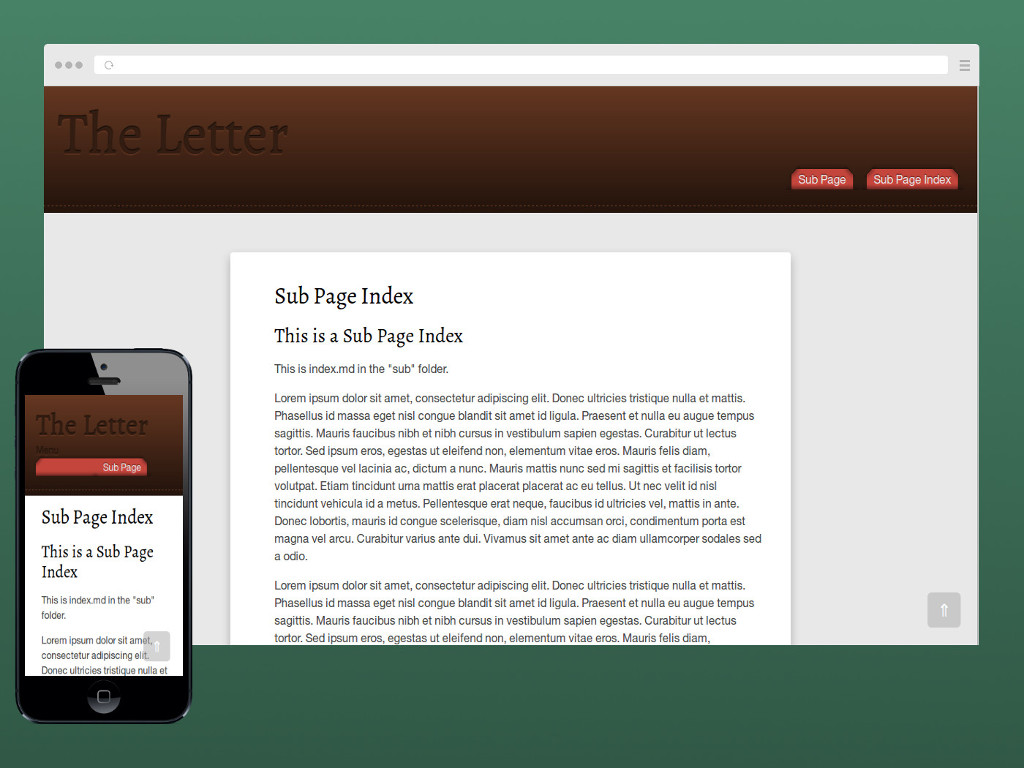 The Letter
Sub Page
Sub Page Index
Sub Page Index
This is a Sub Page Index
This is index.md in the "sub" folder.
Lorem ipsum dolor sit amet, consectetur adipiscing elit. Donec ultricies tristique nulla et mattis.
Phasellus id massa eget nisl congue blandit sit amet id ligula. Praesent et nulla eu augue tempus
sagittis. Mauris faucibus nibh et nibh cursus in vestibulum sapien egestas. Curabitur ut lectus
tortor. Sed ipsum eros, egestas ut eleifend non, elementum vitae eros. Mauris felis diam,
pellentesque vel lacinia ac, dictum a nunc. Mauris mattis nunc sed mi sagittis et facilisis tortor
volutpat. Etiam tincidunt urna mattis erat placerat placerat ac eu tellus. Ut nec velit id nisl
tincidunt vehicula id a metus. Pellentesque erat neque, faucibus id ultricies vel, mattis in ante.
Donec lobortis, mauris id congue scelerisque, diam nisl accumsan orci, condimentum porta est
magna vel arcu. Curabitur varius ante dui. Vivamus sit amet ante ac diam ullamcorper sodales sed
a odio.
Lorem ipsum dolor sit amet, consectetur adipiscing elit. Donec ultricies tristique nulla et mattis.
Phasellus id massa eget nisl congue blandit sit amet id ligula. Praesent et nulla eu augue tempus
sagittis. Mauris faucibus nibh et nibh cursus in vestibulum sapien egestas. Curabitur ut lectus
tortor. Sed ipsum eros, egestas ut eleifend non, elementum vitae eros. Mauris felis diam,
The Letter
Menu
Sub Page
Sub Page Index
This is a Sub Page
Index
This is index.md in the "sub"
folder.
Lorem ipsum dolor sit amet,
consectetur adipiscing elit.
Donec ultricies tristique nulla et